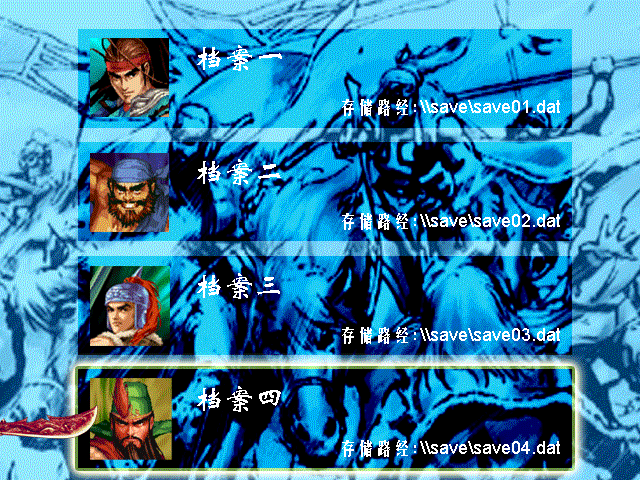 档案一
存储路经:\\save\save01.dat
档案二
存储路经:\\save\save02.dat
档案三
存储路经:\\save\save03.dat
档案四
存储路经:\\save\save04.dat